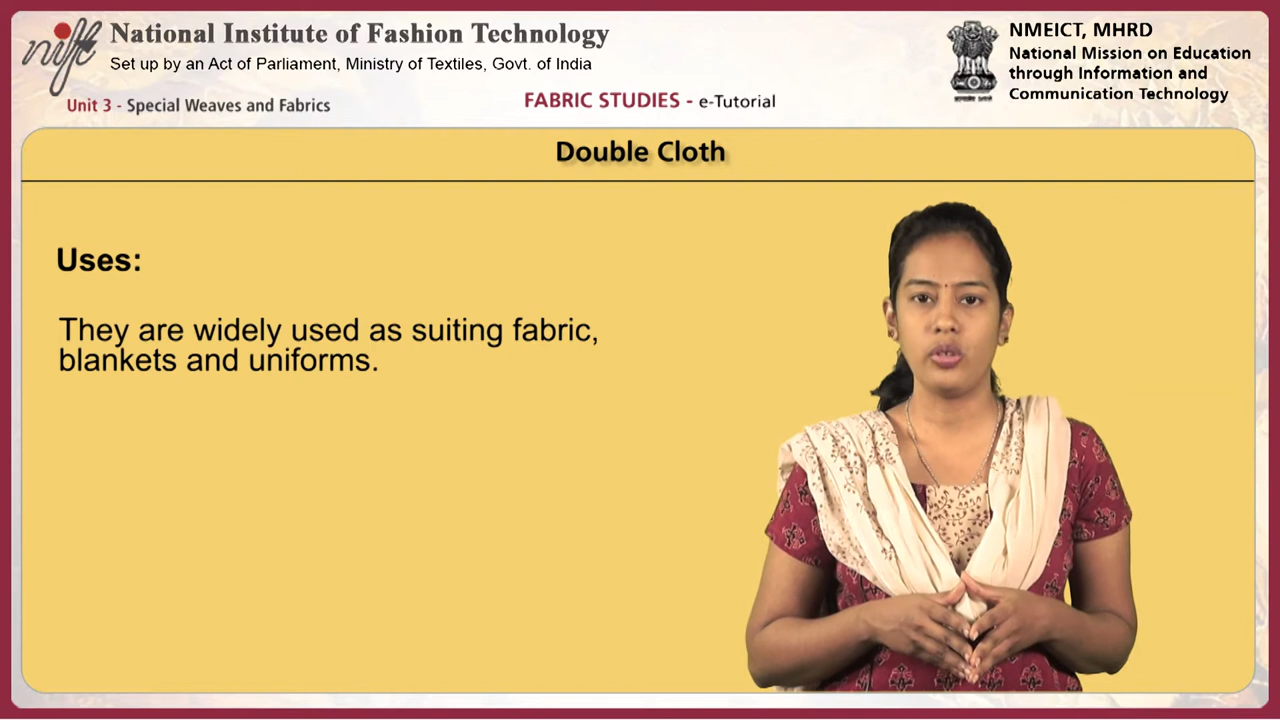 nift
National Institute of Fashion Technology
Set up by an Act of Parliament, Ministry of Textiles, Govt. of India
Unit 3 - Special Weaves and Fabrics
FABRIC STUDIES - e-Tutorial
NMEICT, MHRD
National Mission on Education
through Information and
Communication Technology
Double Cloth
Uses:
They are widely used as suiting fabric,
blankets and uniforms.